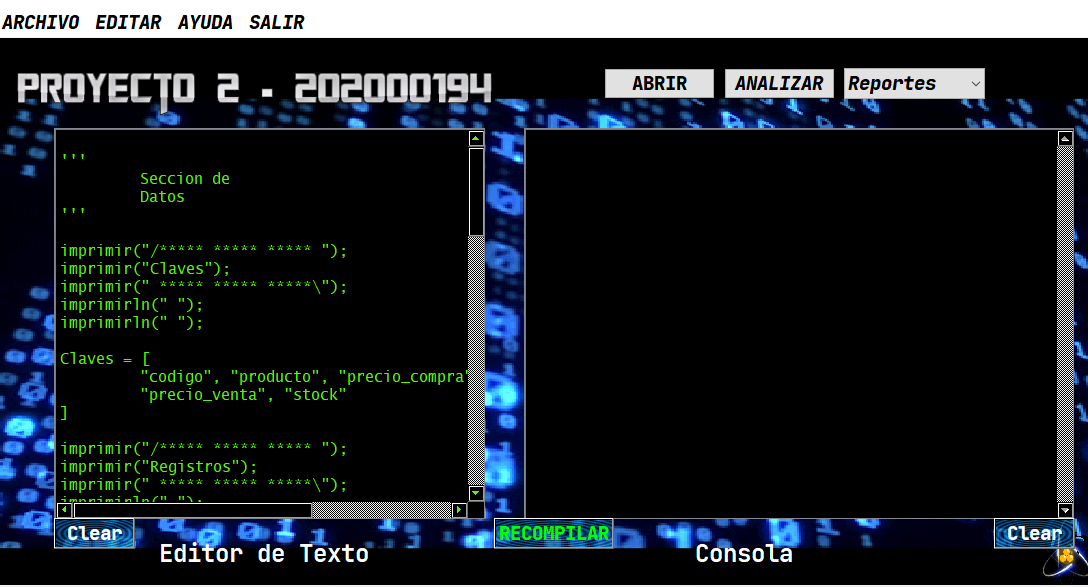 ARCHIVO EDITAR AYUDA SALIR
PROYECTO 2 - 202000194
ABRIR ANALIZAR Reportes
'''
Seccion de
Datos
'''
imprimir("/***** ***** ***** ");
imprimir("Claves");
imprimir(" ***** ***** *****\");
imprimirln(" ");
imprimirln(" ");
Claves = [
"codigo", "producto", "precio_compra"
"precio_venta", "stock"
]
imprimir("/***** ***** ***** ");
imprimir("Registros");
imprimir(" ***** ***** *****\");
imprimirln(" ");
Clear RECOMPILAR Clear
Editor de Texto Consola